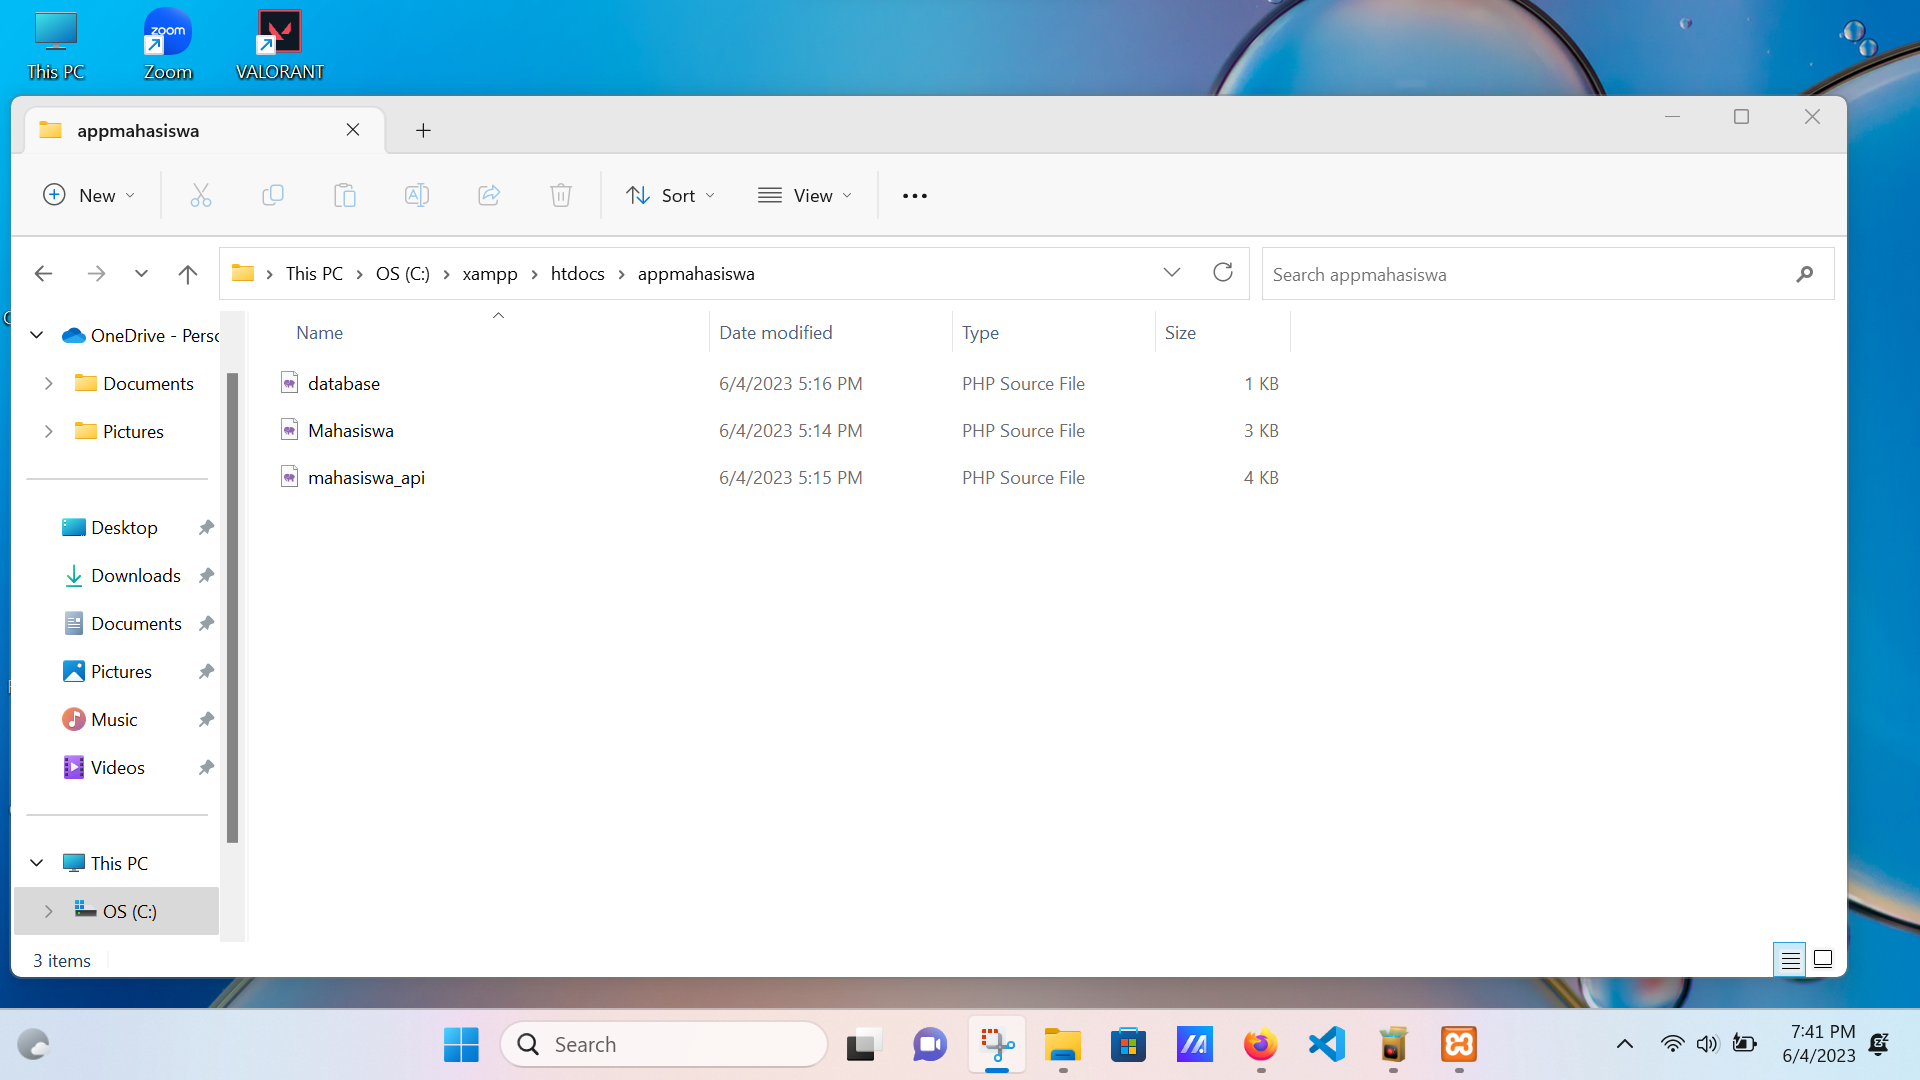 This PC
Zoom
VALORANT
zoom
appmahasiswa
New
Sort
View
This PC
OS (C:)
xampp
htdocs
appmahasiswa
Search appmahasiswa
OneDrive - Perso
Documents
Pictures
Desktop
Downloads
Documents
Pictures
Music
Videos
This PC
OS (C:)
Name Date modified Type Size
database 6/4/2023 5:16 PM PHP Source File 1 KB
Mahasiswa 6/4/2023 5:14 PM PHP Source File 3 KB
mahasiswa_api 6/4/2023 5:15 PM PHP Source File 4 KB
3 items
Search
7:41 PM
6/4/2023